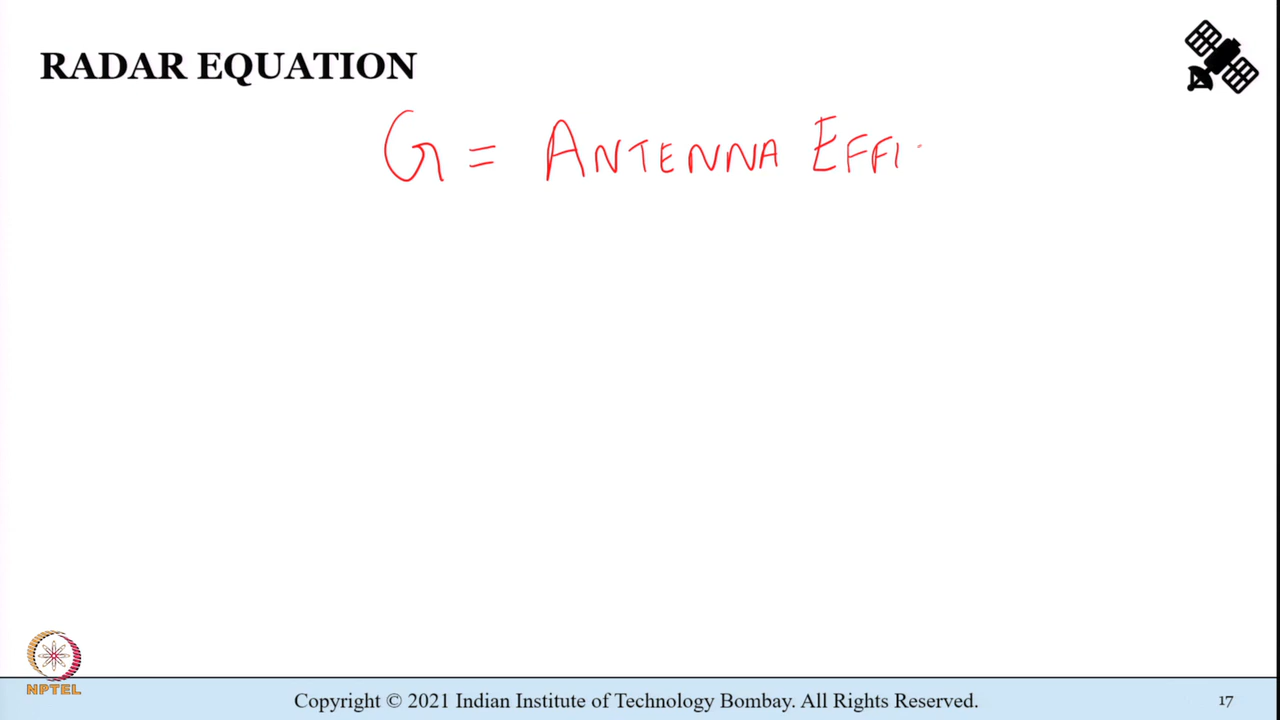 RADAR EQUATION
G = ANTENNA EFFI
NPTEL
Copyright © 2021 Indian Institute of Technology Bombay. All Rights Reserved.
17